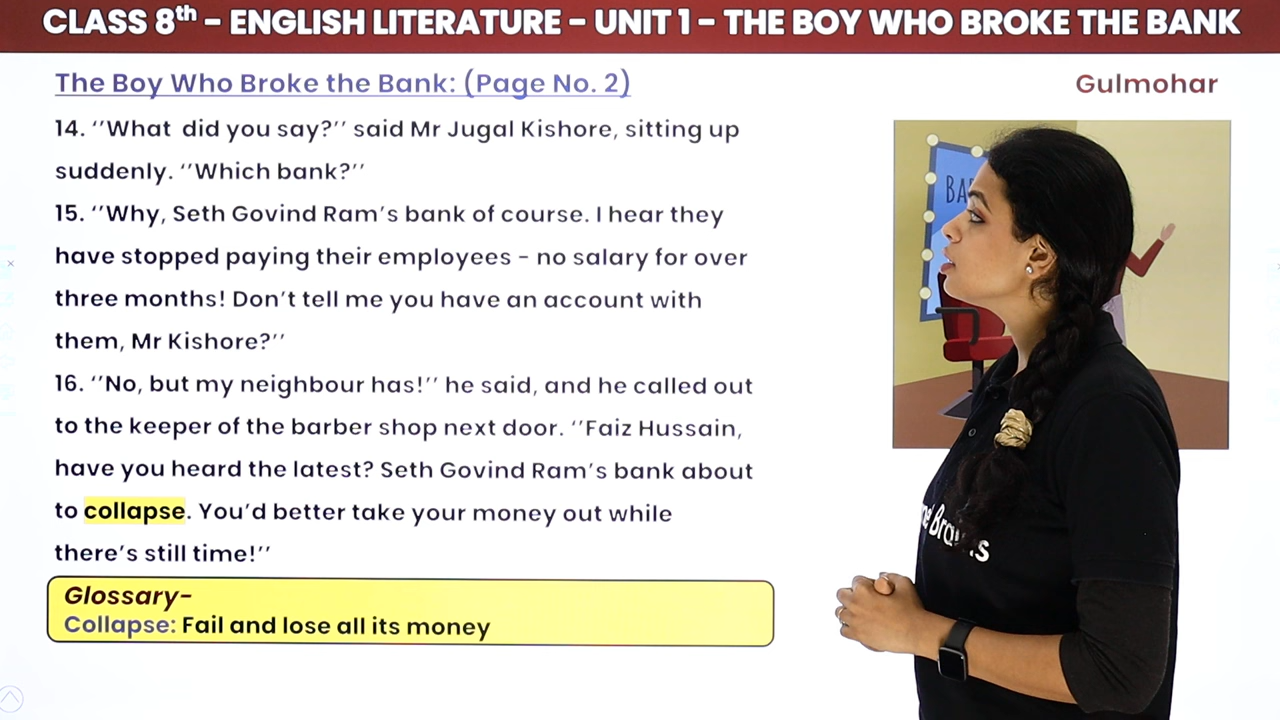 CLASS 8th - ENGLISH LITERATURE - UNIT 1 - THE BOY WHO BROKE THE BANK
The Boy Who Broke the Bank: (Page No. 2)
Gulmohar
14. ‘‘What did you say?’’ said Mr Jugal Kishore, sitting up
suddenly. ‘‘Which bank?’’
15. ‘‘Why, Seth Govind Ram’s bank of course. I hear they
have stopped paying their employees - no salary for over
three months! Don’t tell me you have an account with
them, Mr Kishore?’’
16. ‘‘No, but my neighbour has!’’ he said, and he called out
to the keeper of the barber shop next door. ‘‘Faiz Hussain,
have you heard the latest? Seth Govind Ram’s bank about
to collapse. You’d better take your money out while
there’s still time!’’
Glossary-
Collapse: Fail and lose all its money